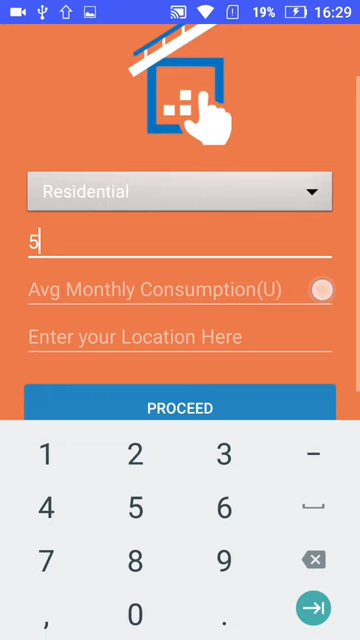 19% 16:29
Residential
5
Avg Monthly Consumption(U)
Enter your Location Here
PROCEED
1 2 3 -
4 5 6
7 8 9
, 0 .